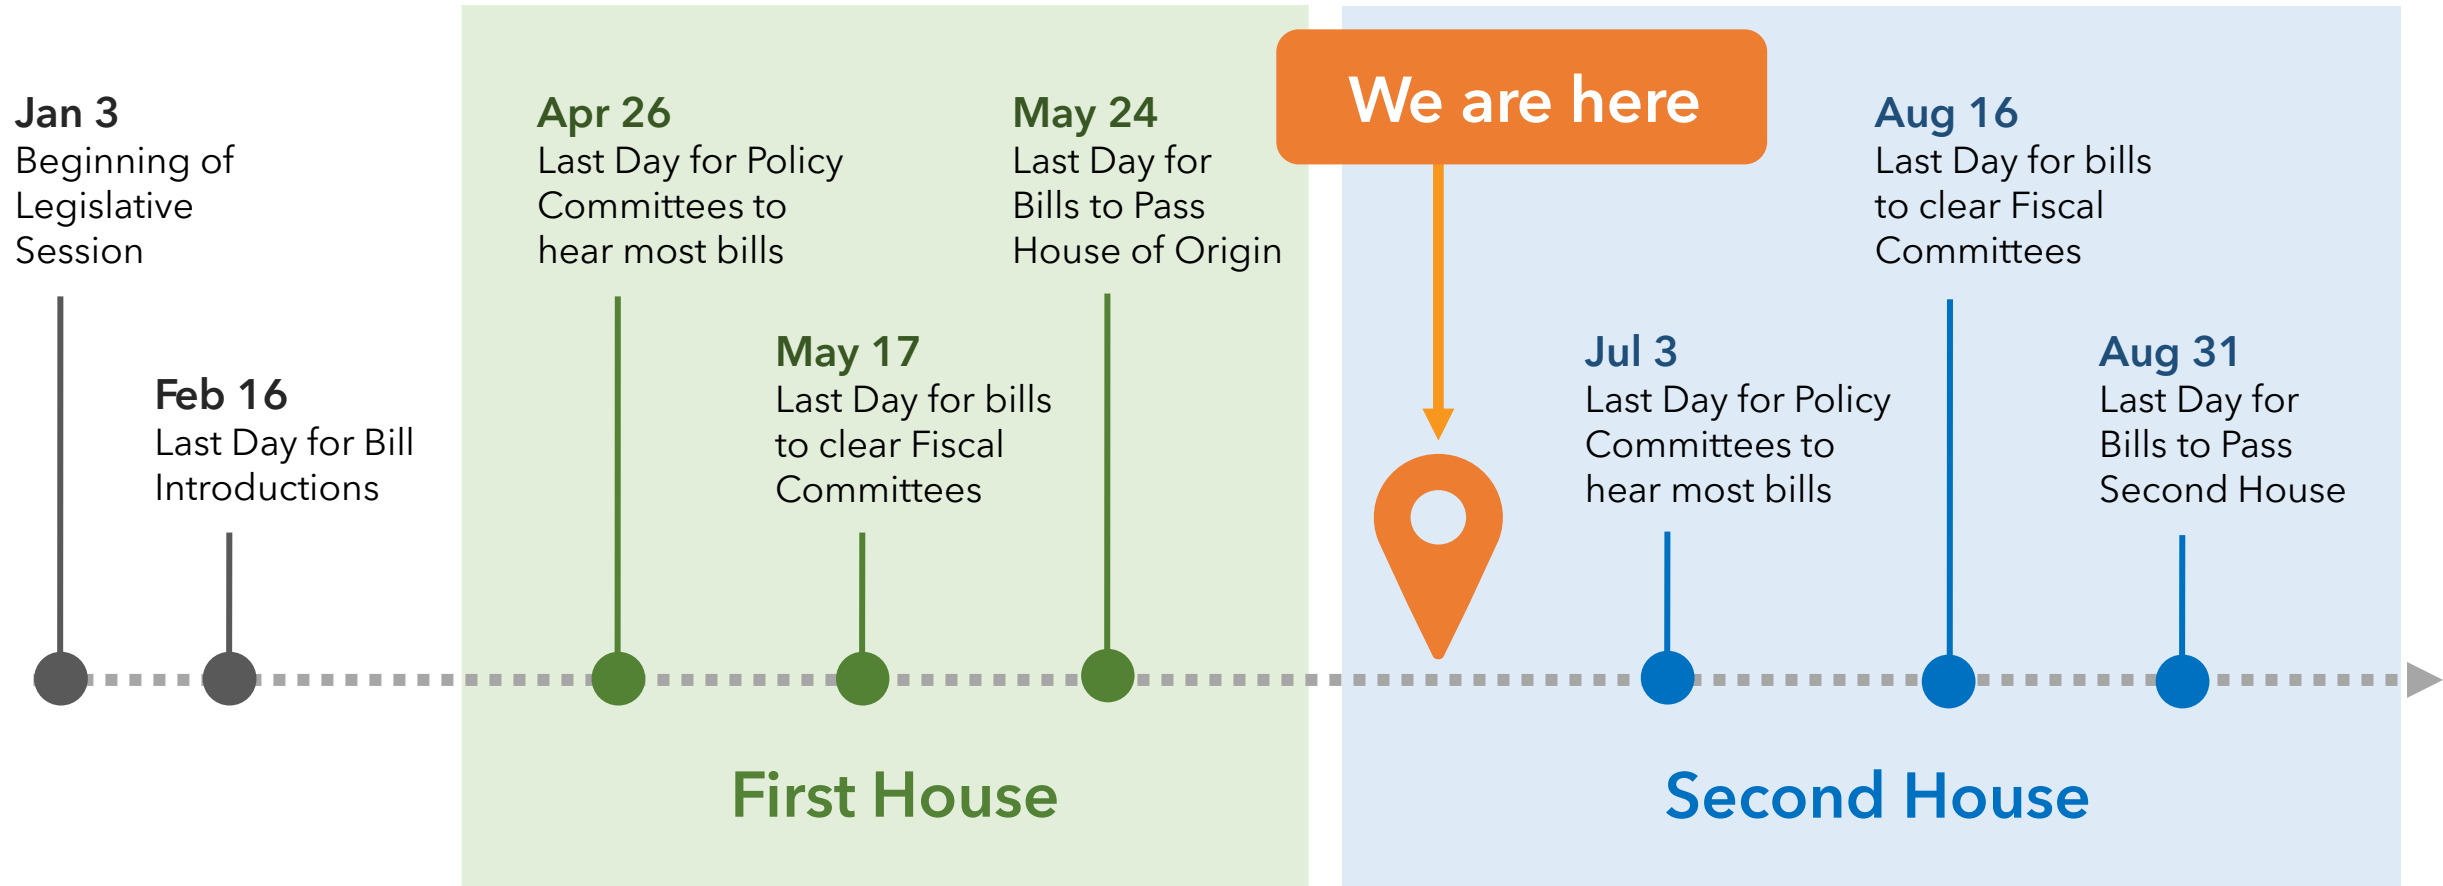 Jan 3
Beginning of
Legislative
Session
Feb 16
Last Day for Bill
Introductions
Apr 26
Last Day for Policy
Committees to
hear most bills
May 17
Last Day for bills
to clear Fiscal
Committees
May 24
Last Day for
Bills to Pass
House of Origin
First House
We are here
Jul 3
Last Day for Policy
Committees to
hear most bills
Aug 16
Last Day for bills
to clear Fiscal
Committees
Aug 31
Last Day for
Bills to Pass
Second House
Second House